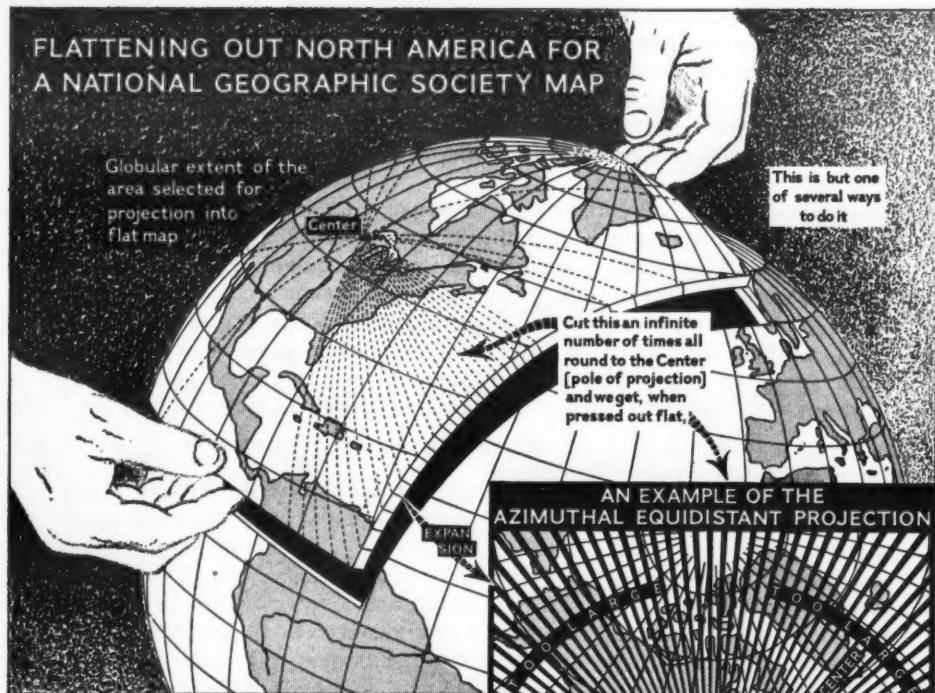 FLATTENING OUT NORTH AMERICA FOR
A NATIONAL GEOGRAPHIC SOCIETY MAP
Globular extent of the
area selected for
projection into
flat map
Center
This is but one
of several ways
to do it
Cut this an infinite
number of times all
round to the Center
[pole of projection]
and we get, when
pressed out flat,
EXPAN
SION
AN EXAMPLE OF THE
AZIMUTHAL EQUIDISTANT PROJECTION
TOO LARGE
TOO LARGE
CENTER